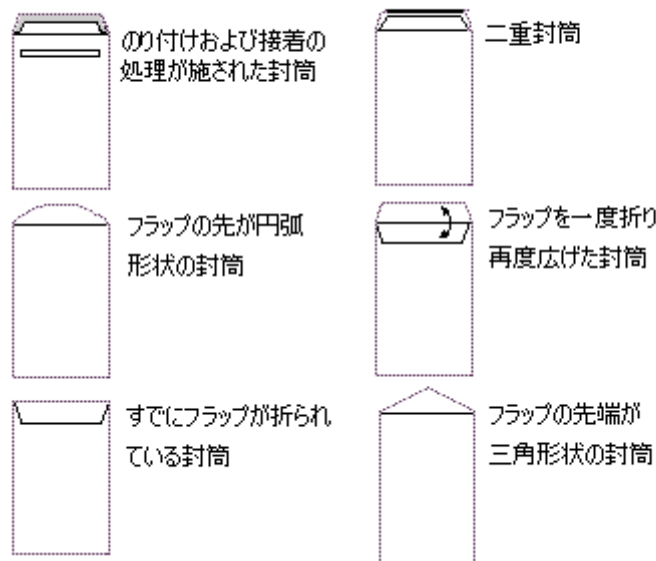 のり付けおよび接着の
処理が施された封筒
二重封筒
フラップの先が円弧
形状の封筒
フラップを一度折り
再度広げた封筒
すでにフラップが折られ
ている封筒
フラップの先端が
三角形状の封筒